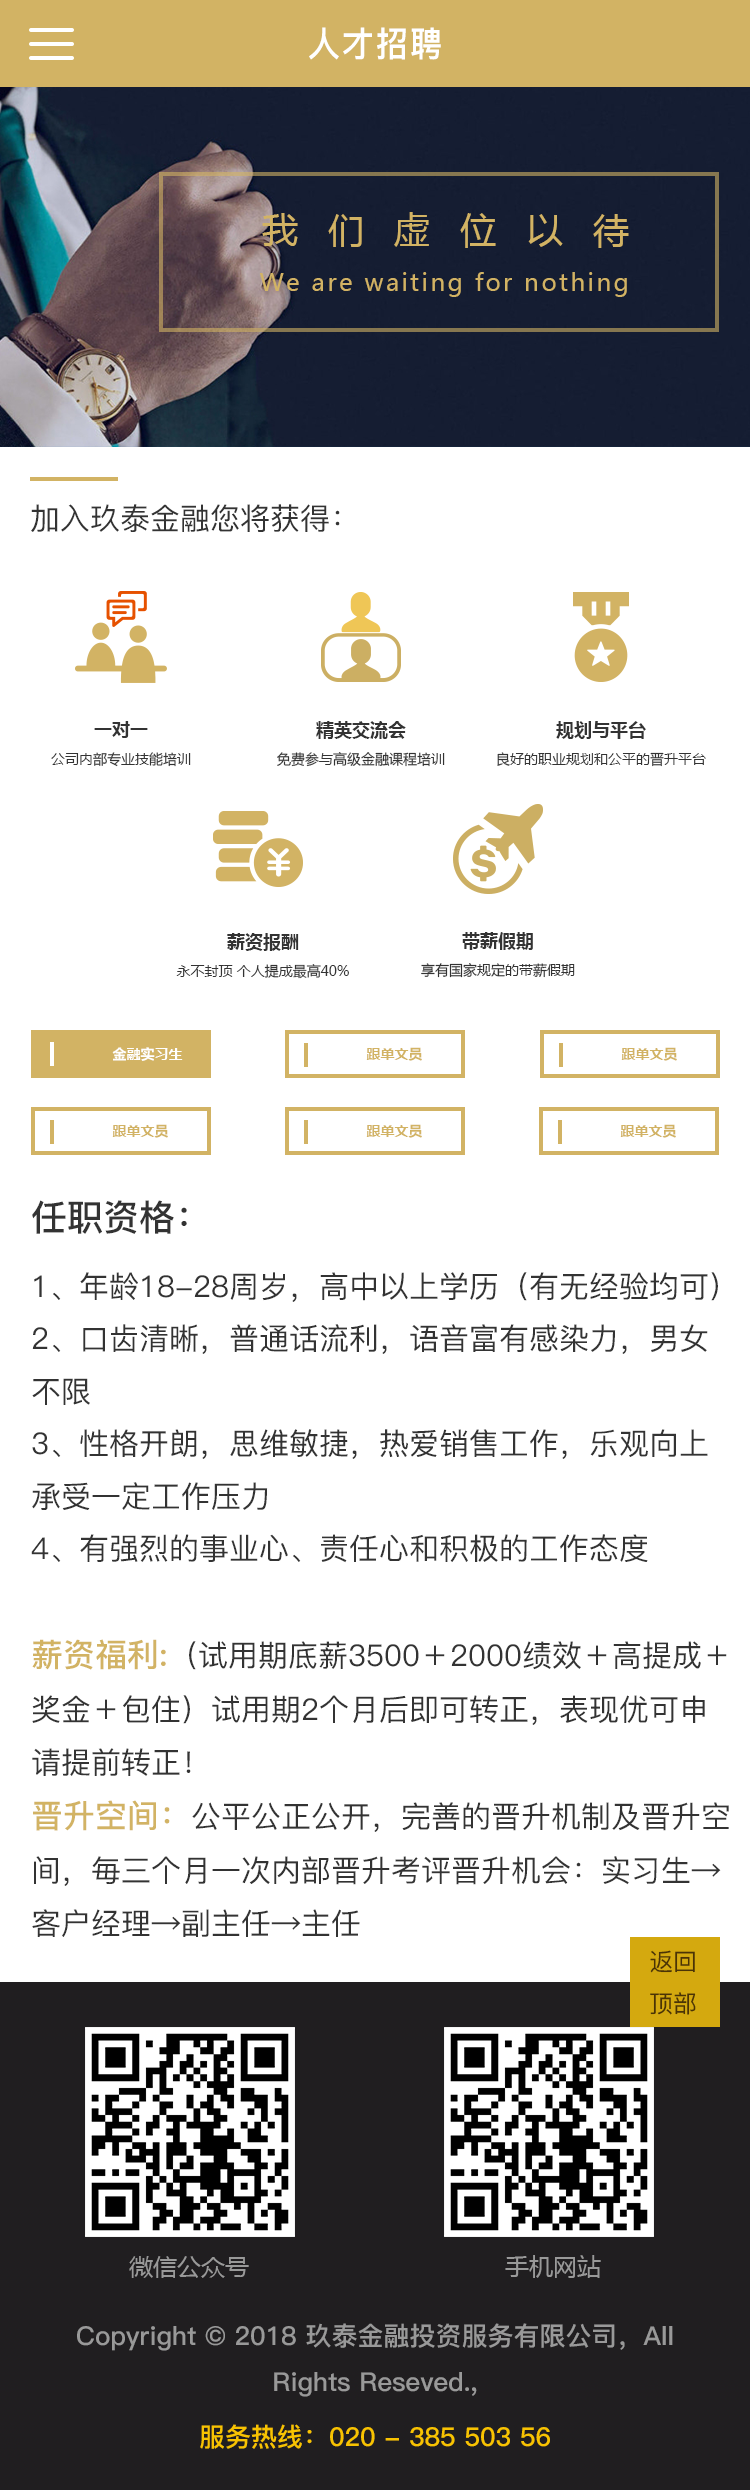 人才招聘
我们虚位以待
We are waiting for nothing
加入玖泰金融您将获得：
一对一
公司内部专业技能培训
精英交流会
免费参与高级金融课程培训
规划与平台
良好的职业规划和公平的晋升平台
薪资报酬
永不封顶 个人提成最高40%
带薪假期
享有国家规定的带薪假期
金融实习生
跟单文员
跟单文员
跟单文员
跟单文员
跟单文员
任职资格：
1、年龄18-28周岁，高中以上学历（有无经验均可）
2、口齿清晰，普通话流利，语音富有感染力，男女
不限
3、性格开朗，思维敏捷，热爱销售工作，乐观向上
承受一定工作压力
4、有强烈的事业心、责任心和积极的工作态度
薪资福利:（试用期底薪3500＋2000绩效＋高提成＋
奖金＋包住）试用期2个月后即可转正，表现优可申
请提前转正！
晋升空间：公平公正公开，完善的晋升机制及晋升空
间，每三个月一次内部晋升考评晋升机会：实习生→
客户经理→副主任→主任
返回
顶部
微信公众号
手机网站
Copyright © 2018 玖泰金融投资服务有限公司，All
Rights Reseved.,
服务热线：020 - 385 503 56